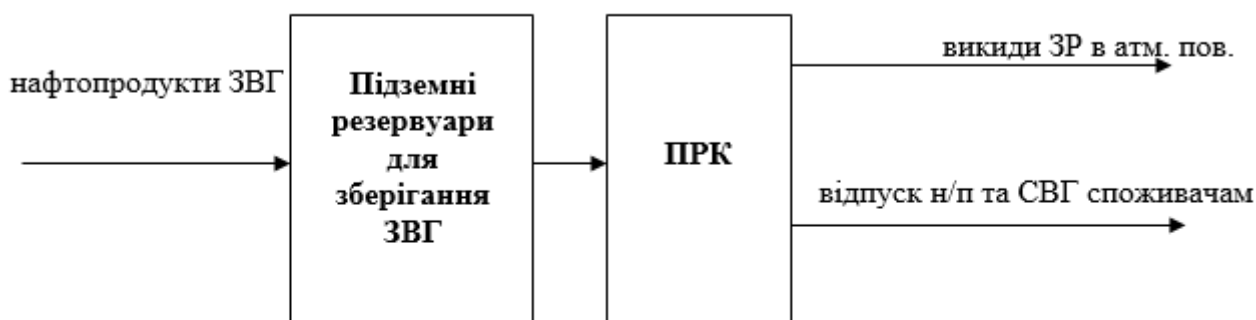 нафтопродукти ЗВГ
Підземні
резервуари
для
зберігання
ЗВГ
ПРК
викиди ЗР в атм. пов.
відпуск н/п та СВГ споживачам